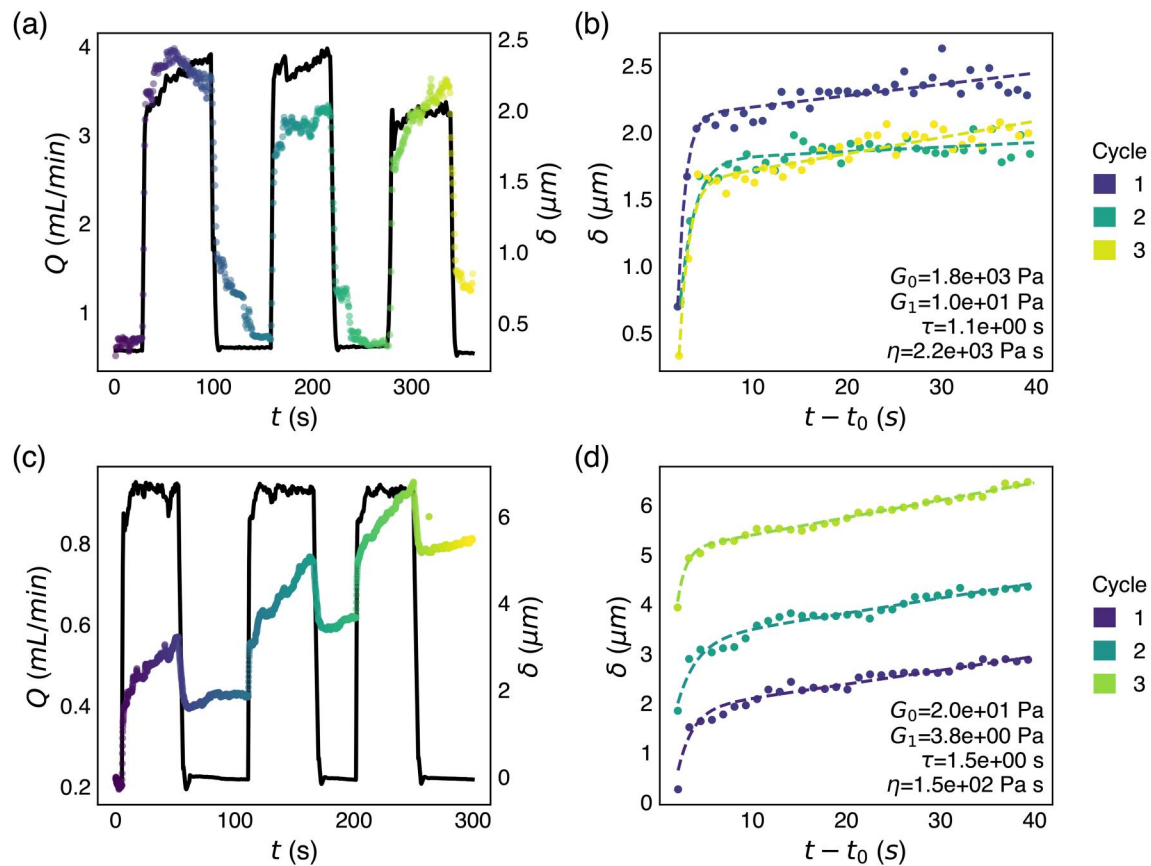 (a)
Q (mL/min)
4
3
2
1
2.5
2.0
1.5
1.0
0.5
δ (μm)
0
100
200
300
t (s)
(b)
δ (μm)
2.5
2.0
1.5
1.0
0.5
G₀=1.8e+03 Pa
G₁=1.0e+01 Pa
τ=1.1e+00 s
η=2.2e+03 Pa s
10
20
30
40
t − t₀ (s)
Cycle
1
2
3
(c)
Q (mL/min)
0.8
0.6
0.4
0.2
6
4
2
0
δ (μm)
0
100
200
300
t (s)
(d)
δ (μm)
6
5
4
3
2
1
0
G₀=2.0e+01 Pa
G₁=3.8e+00 Pa
τ=1.5e+00 s
η=1.5e+02 Pa s
10
20
30
40
t − t₀ (s)
Cycle
1
2
3